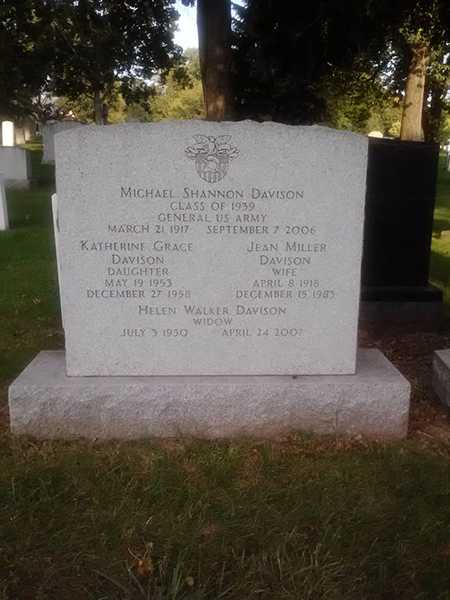 MICHAEL SHANNON DAVISON
CLASS OF 1939
GENERAL US ARMY
MARCH 21 1917 SEPTEMBER 7 2006
KATHERINE GRACE
DAVISON
DAUGHTER
MAY 19 1953
DECEMBER 27 1958
JEAN MILLER
DAVISON
WIFE
APRIL 8 1918
DECEMBER 15 1983
HELEN WALKER DAVISON
WIDOW
JULY 3 1930 APRIL 24 2007